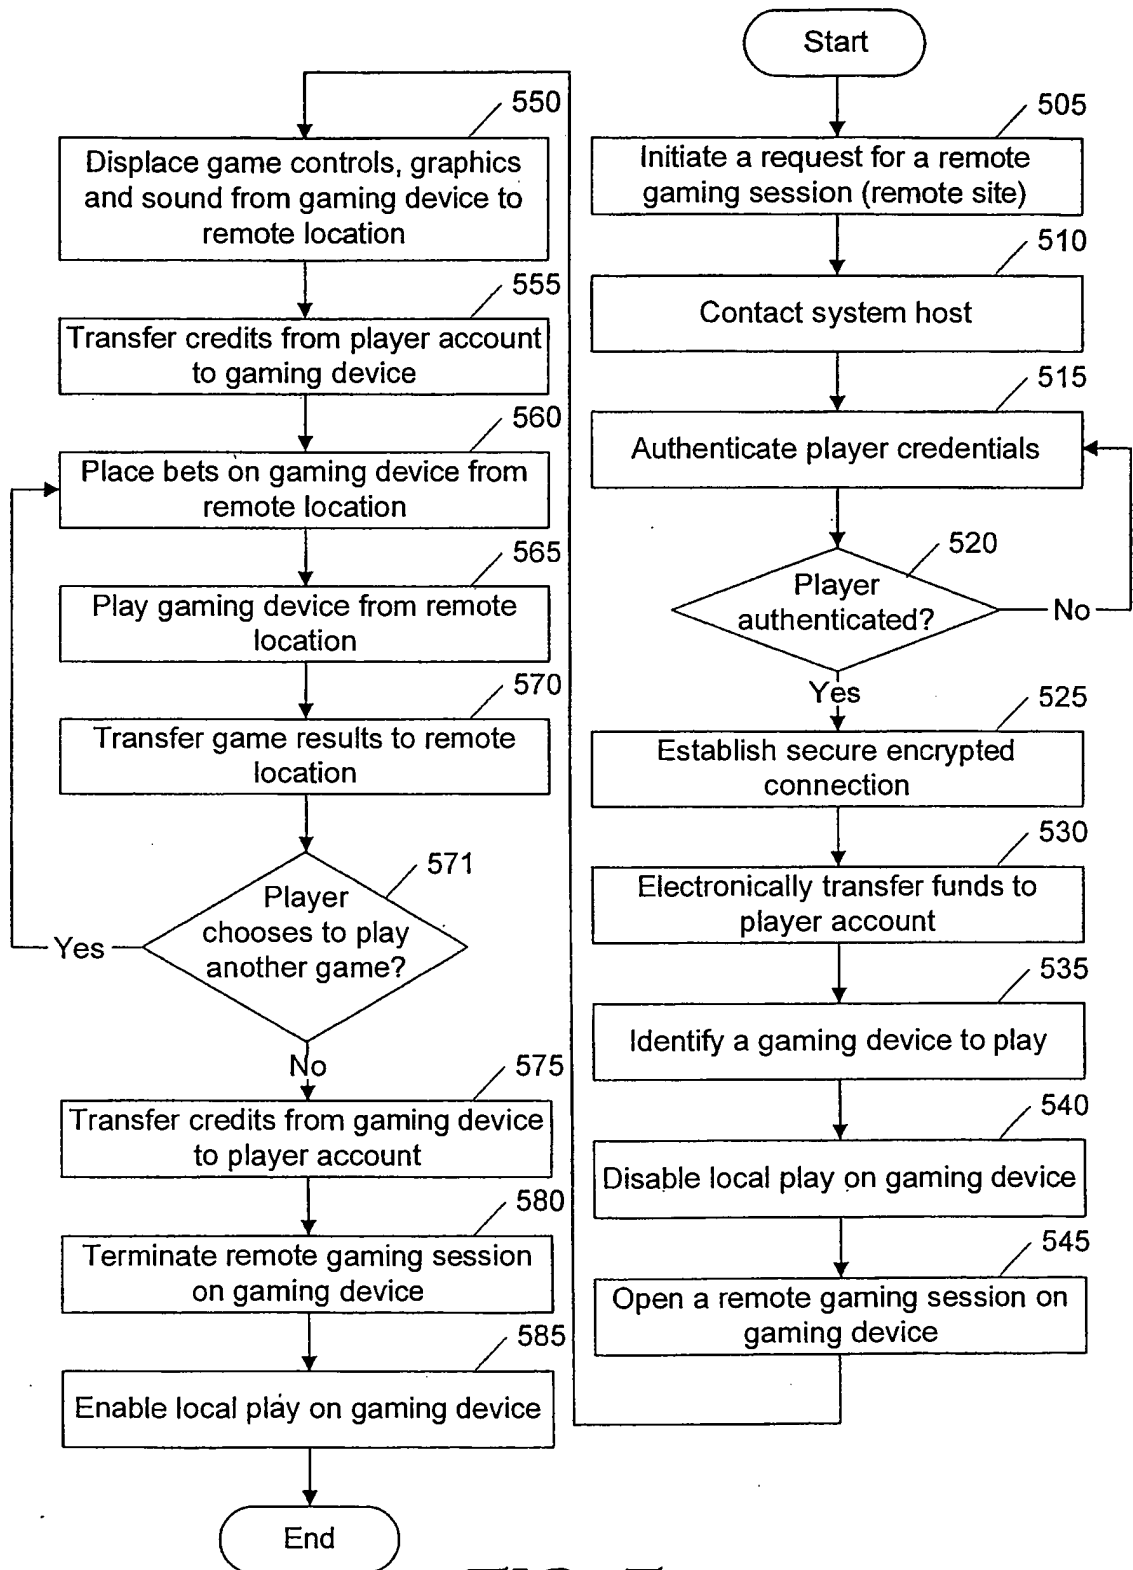 Start
505
Initiate a request for a remote
gaming session (remote site)
510
Contact system host
515
Authenticate player credentials
520
Player
authenticated?
No
Yes
525
Establish secure encrypted
connection
530
Electronically transfer funds to
player account
535
Identify a gaming device to play
540
Disable local play on gaming device
545
Open a remote gaming session on
gaming device
550
Displace game controls, graphics
and sound from gaming device to
remote location
555
Transfer credits from player account
to gaming device
560
Place bets on gaming device from
remote location
565
Play gaming device from remote
location
570
Transfer game results to remote
location
571
Player
chooses to play
another game?
Yes
No
575
Transfer credits from gaming device
to player account
580
Terminate remote gaming session
on gaming device
585
Enable local play on gaming device
End